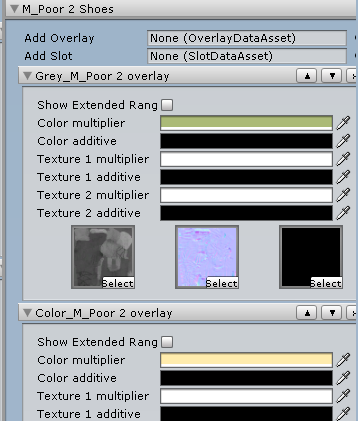 M_Poor 2 Shoes
Add Overlay None (OverlayDataAsset)
Add Slot None (SlotDataAsset)
Grey_M_Poor 2 overlay
Show Extended Rang
Color multiplier
Color additive
Texture 1 multiplier
Texture 1 additive
Texture 2 multiplier
Texture 2 additive
Select Select Select
Color_M_Poor 2 overlay
Show Extended Rang
Color multiplier
Color additive
Texture 1 multiplier
Texture 1 additive